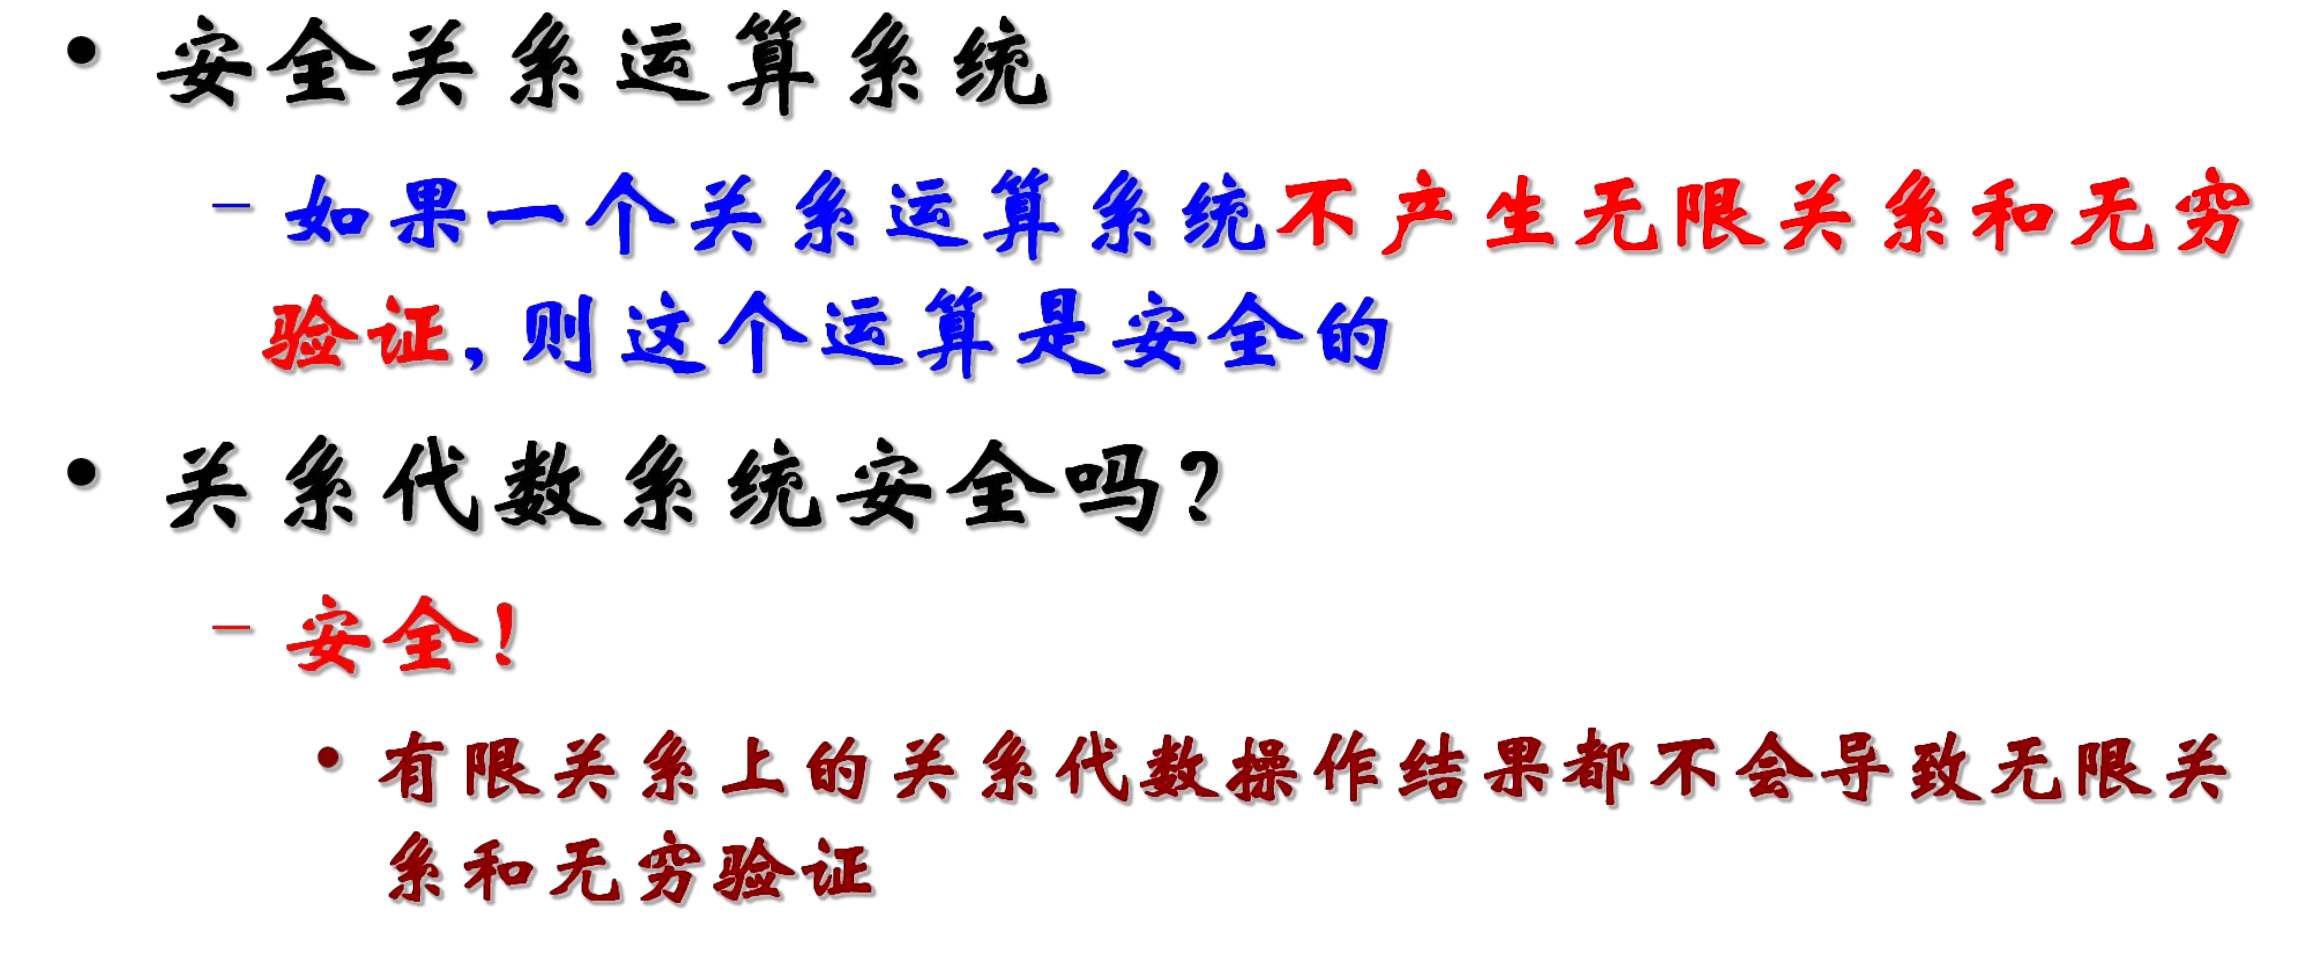 • 安全关系运算系统
– 如果一个关系运算系统不产生无限关系和无穷
验证,则这个运算是安全的
• 关系代数系统安全吗?
– 安全!
• 有限关系上的关系代数操作结果都不会导致无限关
系和无穷验证